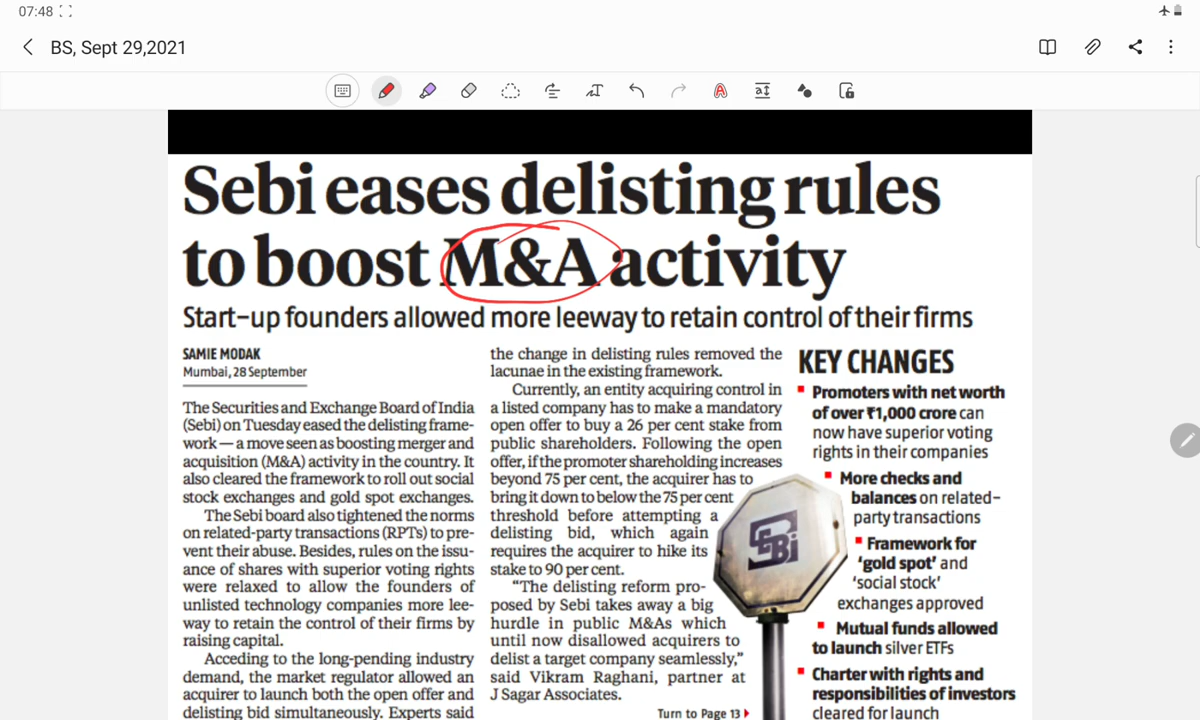 07:48
BS, Sept 29,2021
Sebi eases delisting rules
to boost M&A activity
Start-up founders allowed more leeway to retain control of their firms
SAMIE MODAK
Mumbai, 28 September
The Securities and Exchange Board of India
(Sebi) on Tuesday eased the delisting frame-
work — a move seen as boosting merger and
acquisition (M&A) activity in the country. It
also cleared the framework to roll out social
stock exchanges and gold spot exchanges.
The Sebi board also tightened the norms
on related-party transactions (RPTs) to pre-
vent their abuse. Besides, rules on the issu-
ance of shares with superior voting rights
were relaxed to allow the founders of
unlisted technology companies more lee-
way to retain the control of their firms by
raising capital.
Acceding to the long-pending industry
demand, the market regulator allowed an
acquirer to launch both the open offer and
delisting bid simultaneously. Experts said
the change in delisting rules removed the
lacunae in the existing framework.
Currently, an entity acquiring control in
a listed company has to make a mandatory
open offer to buy a 26 per cent stake from
public shareholders. Following the open
offer, if the promoter shareholding increases
beyond 75 per cent, the acquirer has to
bring it down to below the 75 per cent
threshold before attempting a
delisting bid, which again
requires the acquirer to hike its
stake to 90 per cent.
“The delisting reform pro-
posed by Sebi takes away a big
hurdle in public M&As which
until now disallowed acquirers to
delist a target company seamlessly,”
said Vikram Raghani, partner at
J Sagar Associates.
Turn to Page 13
KEY CHANGES
Promoters with net worth
of over ₹1,000 crore can
now have superior voting
rights in their companies
More checks and
balances on related-
party transactions
Framework for
‘gold spot’ and
‘social stock’
exchanges approved
Mutual funds allowed
to launch silver ETFs
Charter with rights and
responsibilities of investors
cleared for launch
SEBi